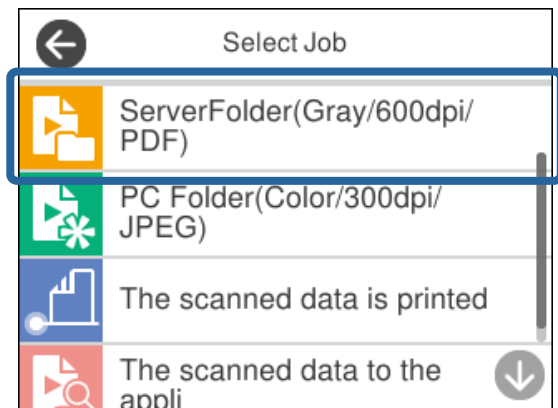 Select Job
ServerFolder(Gray/600dpi/
PDF)
PC Folder(Color/300dpi/
JPEG)
The scanned data is printed
The scanned data to the
appli